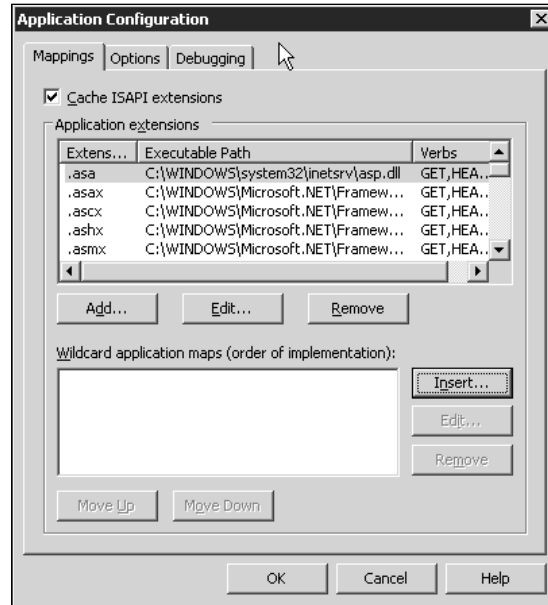 Application Configuration
Mappings Options Debugging
Cache ISAPI extensions
Application extensions
Extens... Executable Path Verbs
.asa C:\WINDOWS\system32\inetsrv\asp.dll GET,HEA...
.asax C:\WINDOWS\Microsoft.NET\Framew... GET,HEA...
.ascx C:\WINDOWS\Microsoft.NET\Framew... GET,HEA...
.ashx C:\WINDOWS\Microsoft.NET\Framew... GET,HEA...
.asmx C:\WINDOWS\Microsoft.NET\Framew... GET,HEA...
Add... Edit... Remove
Wildcard application maps (order of implementation):
Insert...
Edit...
Remove
Move Up Move Down
OK Cancel Help